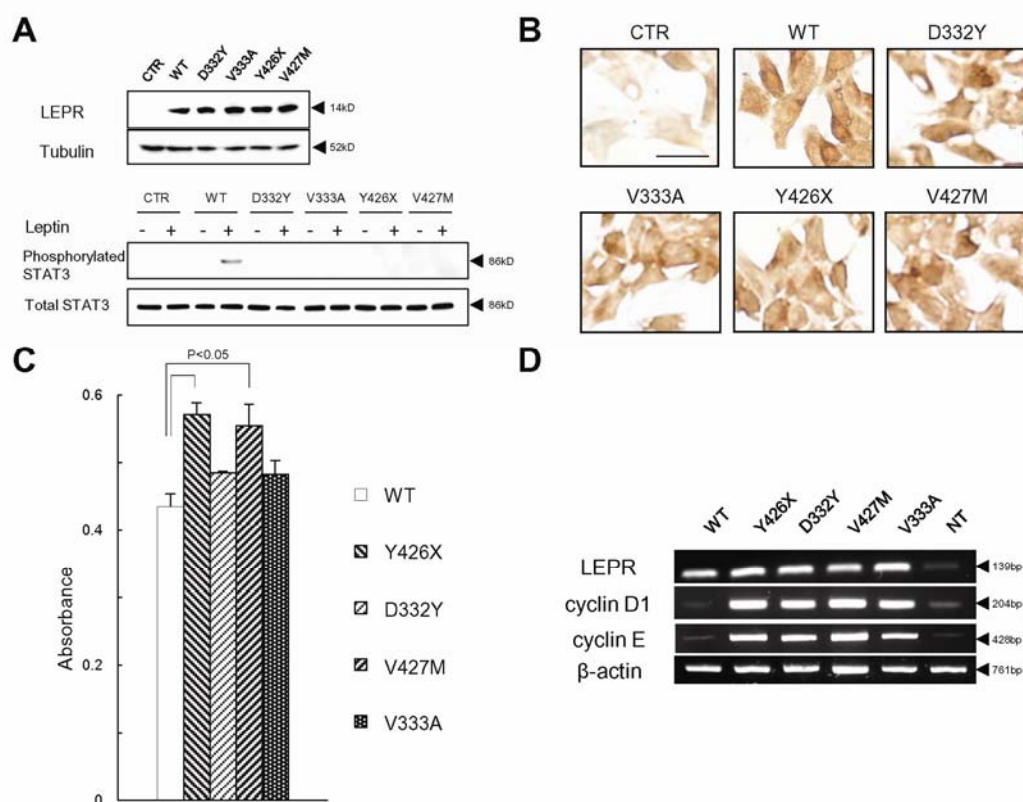 A
CTR WT D332Y V333A Y426X V427M
LEPR
14kD
Tubulin
52kD
CTR WT D332Y V333A Y426X V427M
Leptin - + - + - + - + - + - +
Phosphorylated
STAT3
86kD
Total STAT3
86kD
B
CTR WT D332Y
V333A Y426X V427M
C
P<0.05
0.6
0.4
0.2
0
Absorbance
WT
Y426X
D332Y
V427M
V333A
D
WT Y426X D332Y V427M V333A NT
LEPR
139bp
cyclin D1
204bp
cyclin E
428bp
β-actin
761bp